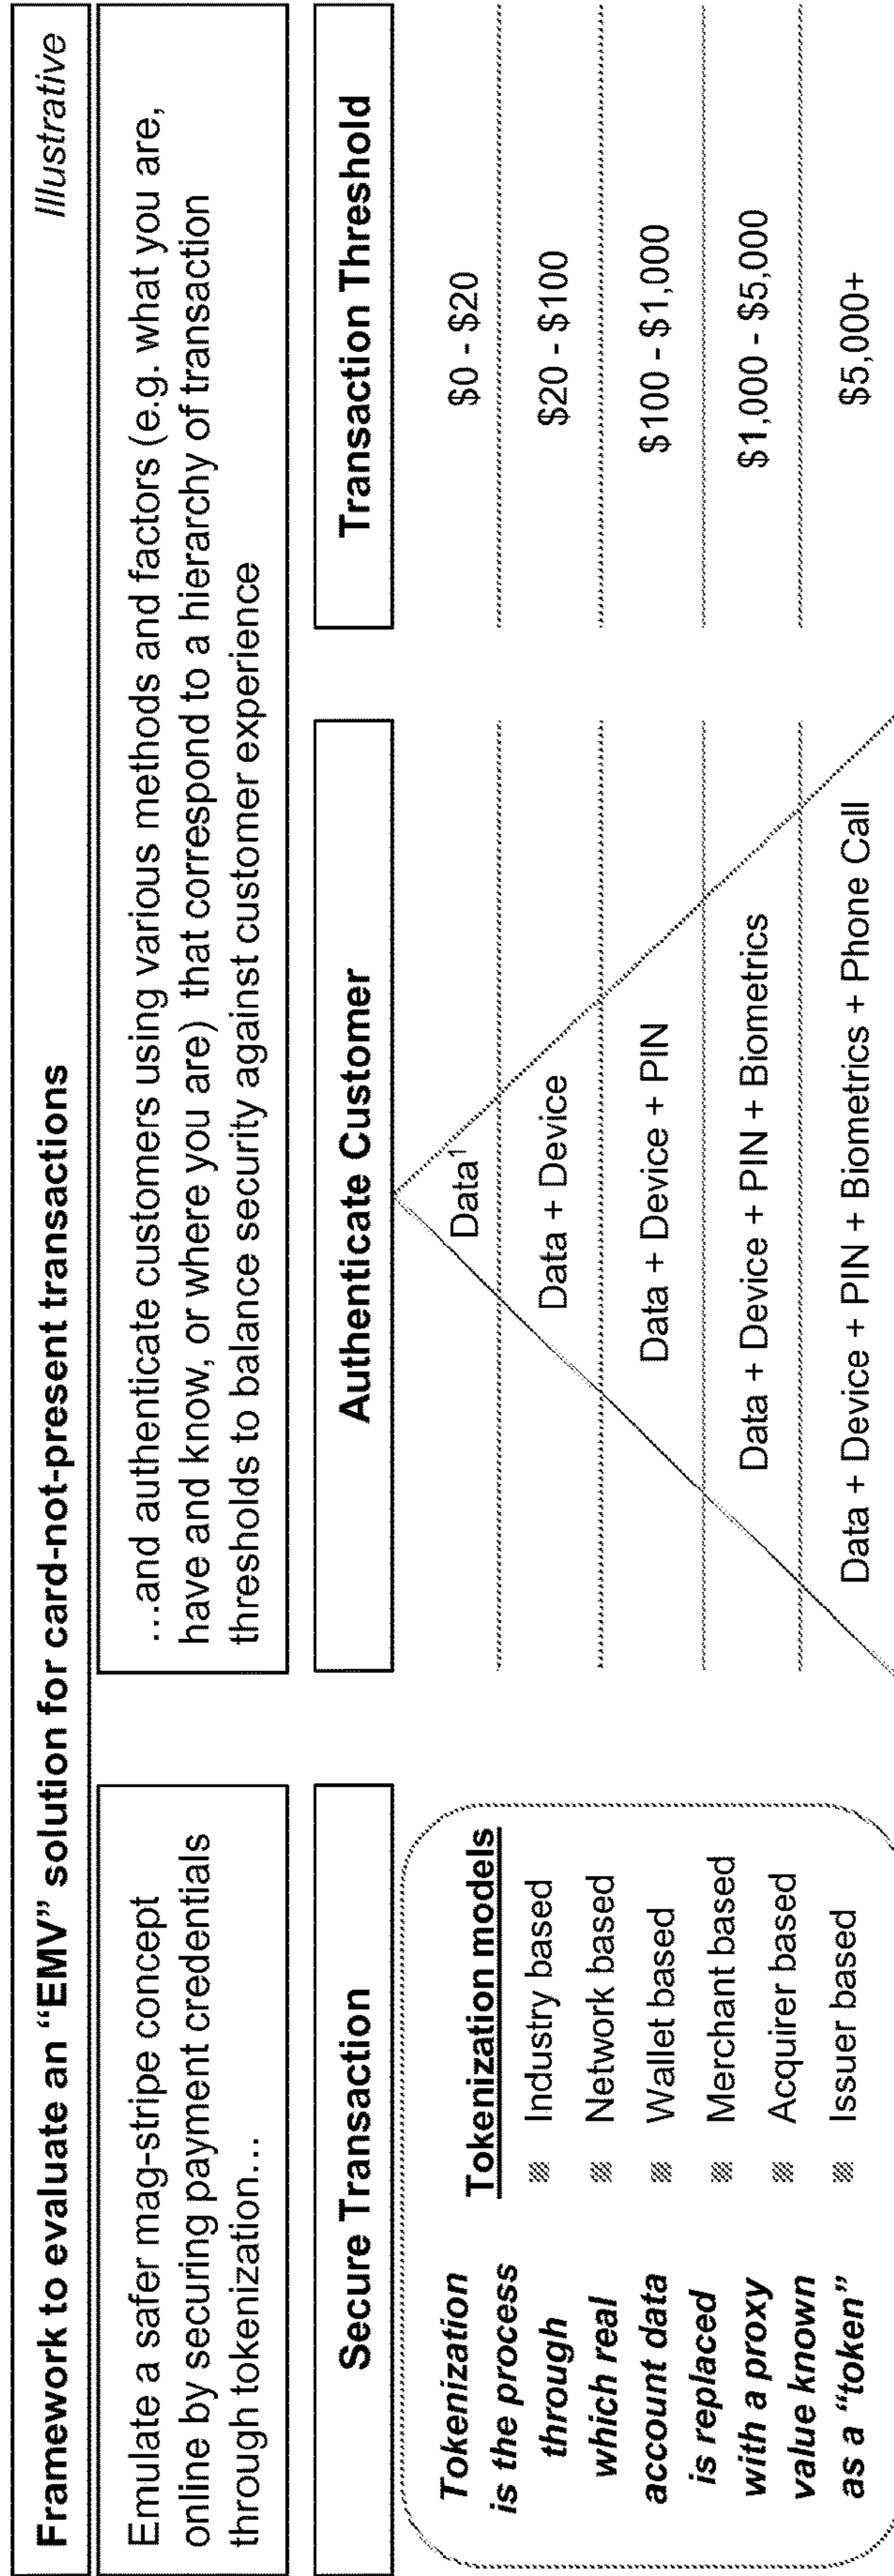 Framework to evaluate an “EMV” solution for card-not-present transactions
Illustrative
Emulate a safer mag-stripe concept
online by securing payment credentials
through tokenization…
…and authenticate customers using various methods and factors (e.g. what you are,
have and know, or where you are)  that correspond to a hierarchy of transaction
thresholds to balance security against customer experience
Secure Transaction
Tokenization
is the process
through
which real
account data
is replaced
with a proxy
value known
as a “token”
Tokenization models
Industry based
Network based
Wallet based
Merchant based
Acquirer based
Issuer based
Authenticate Customer
Data¹
Data + Device
Data + Device + PIN
Data + Device + PIN + Biometrics
Data + Device + PIN + Biometrics + Phone Call
Transaction Threshold
$0 - $20
$20 - $100
$100 - $1,000
$1,000 - $5,000
$5,000+